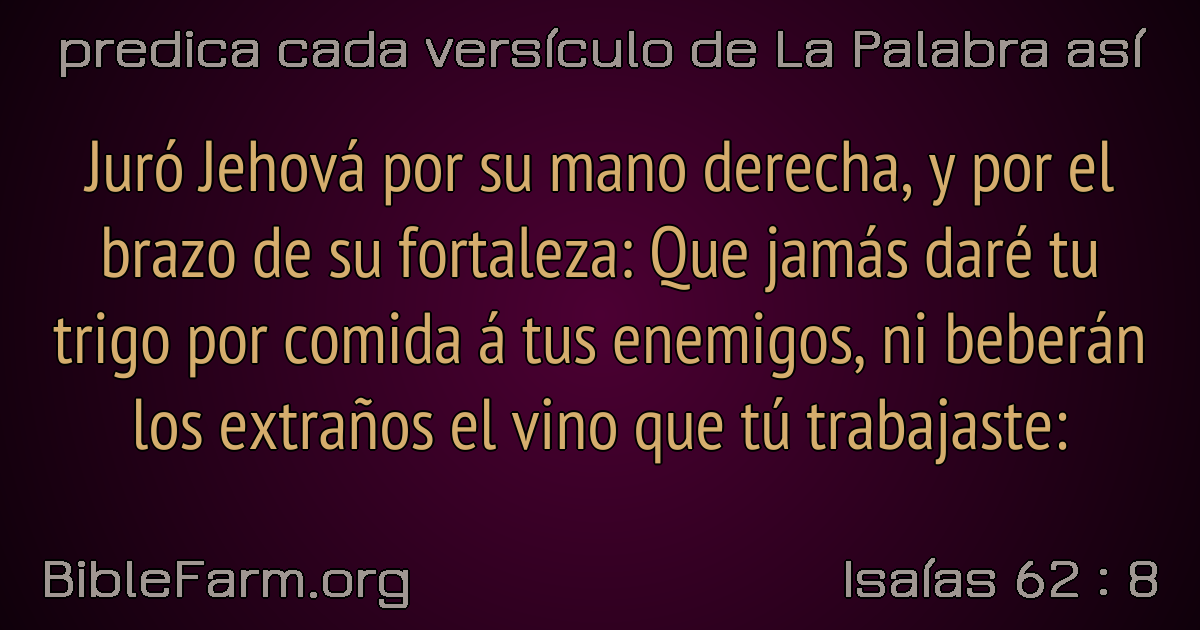 predica cada versículo de La Palabra así
Juró Jehová por su mano derecha, y por el
brazo de su fortaleza: Que jamás daré tu
trigo por comida á tus enemigos, ni beberán
los extraños el vino que tú trabajaste:
BibleFarm.org
Isaías 62 : 8